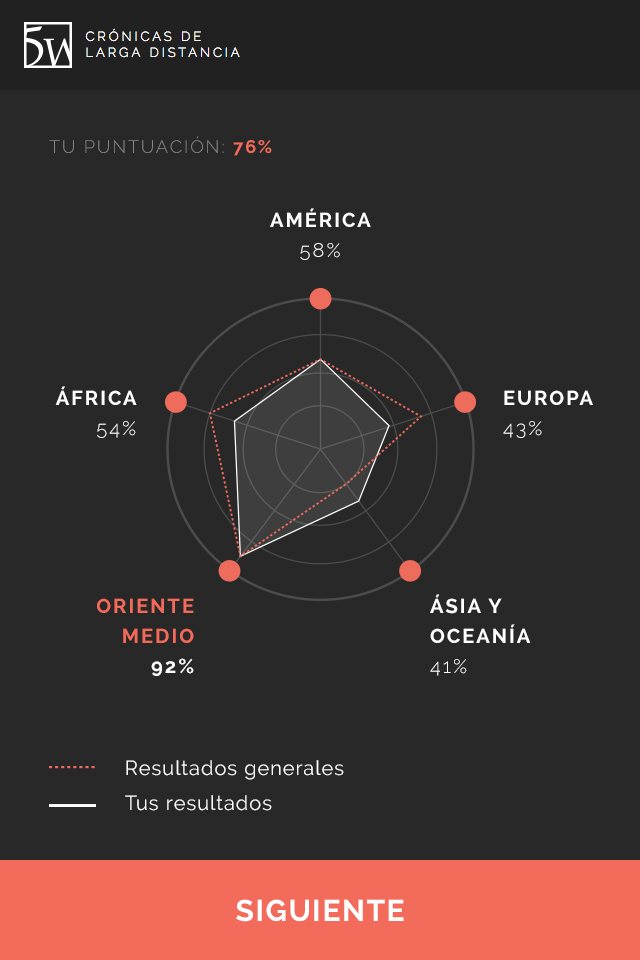 5W
CRÓNICAS DE
LARGA DISTANCIA
TU PUNTUACIÓN: 76%
AMÉRICA
58%
ÁFRICA
54%
EUROPA
43%
ORIENTE
MEDIO
92%
ÁSIA Y
OCEANÍA
41%
Resultados generales
Tus resultados
SIGUIENTE